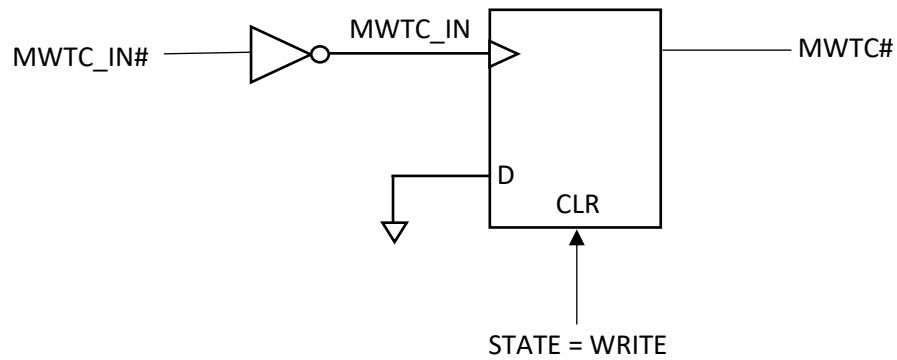 MWTC_IN#
MWTC_IN
MWTC#
D
CLR
STATE = WRITE